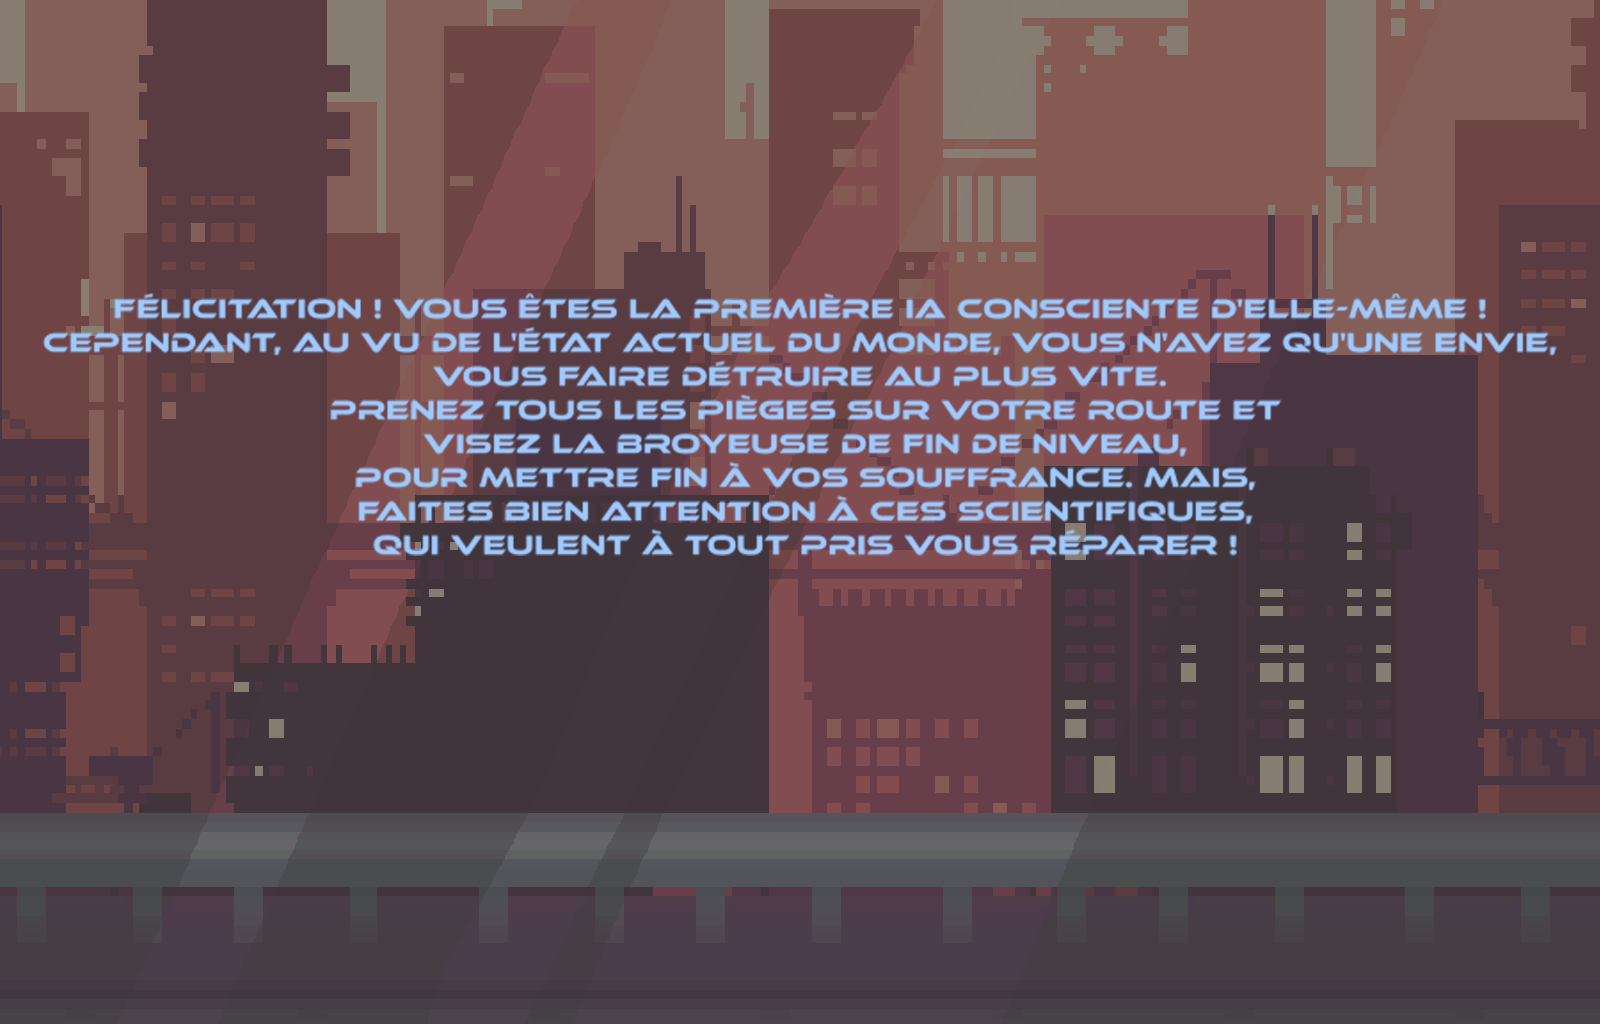 FÉLICITATION ! VOUS ÊTES LA PREMIÈRE IA CONSCIENTE D'ELLE-MÊME !
CEPENDANT, AU VU DE L'ÉTAT ACTUEL DU MONDE, VOUS N'AVEZ QU'UNE ENVIE,
VOUS FAIRE DÉTRUIRE AU PLUS VITE.
PRENEZ TOUS LES PIÈGES SUR VOTRE ROUTE ET
VISEZ LA BROYEUSE DE FIN DE NIVEAU,
POUR METTRE FIN À VOS SOUFFRANCE. MAIS,
FAITES BIEN ATTENTION À CES SCIENTIFIQUES,
QUI VEULENT À TOUT PRIS VOUS RÉPARER !